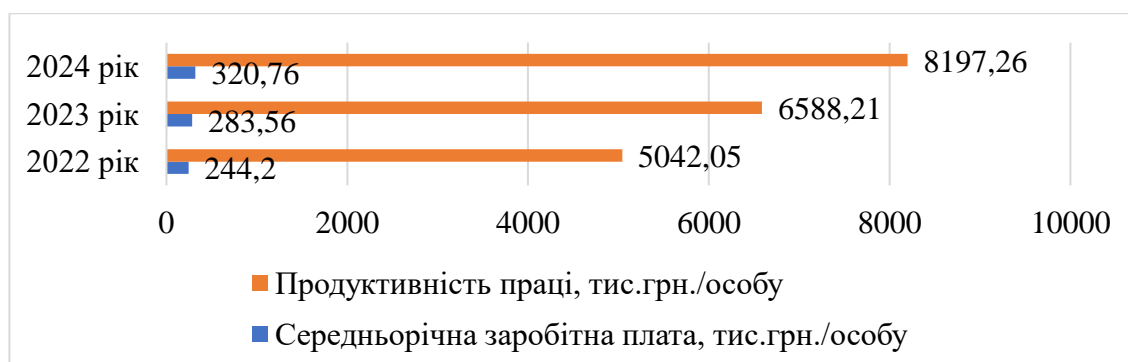 2024 рік
8197,26
320,76
2023 рік
6588,21
283,56
2022 рік
5042,05
244,2
0 2000 4000 6000 8000 10000
Продуктивність праці, тис.грн./особу
Середньорічна заробітна плата, тис.грн./особу